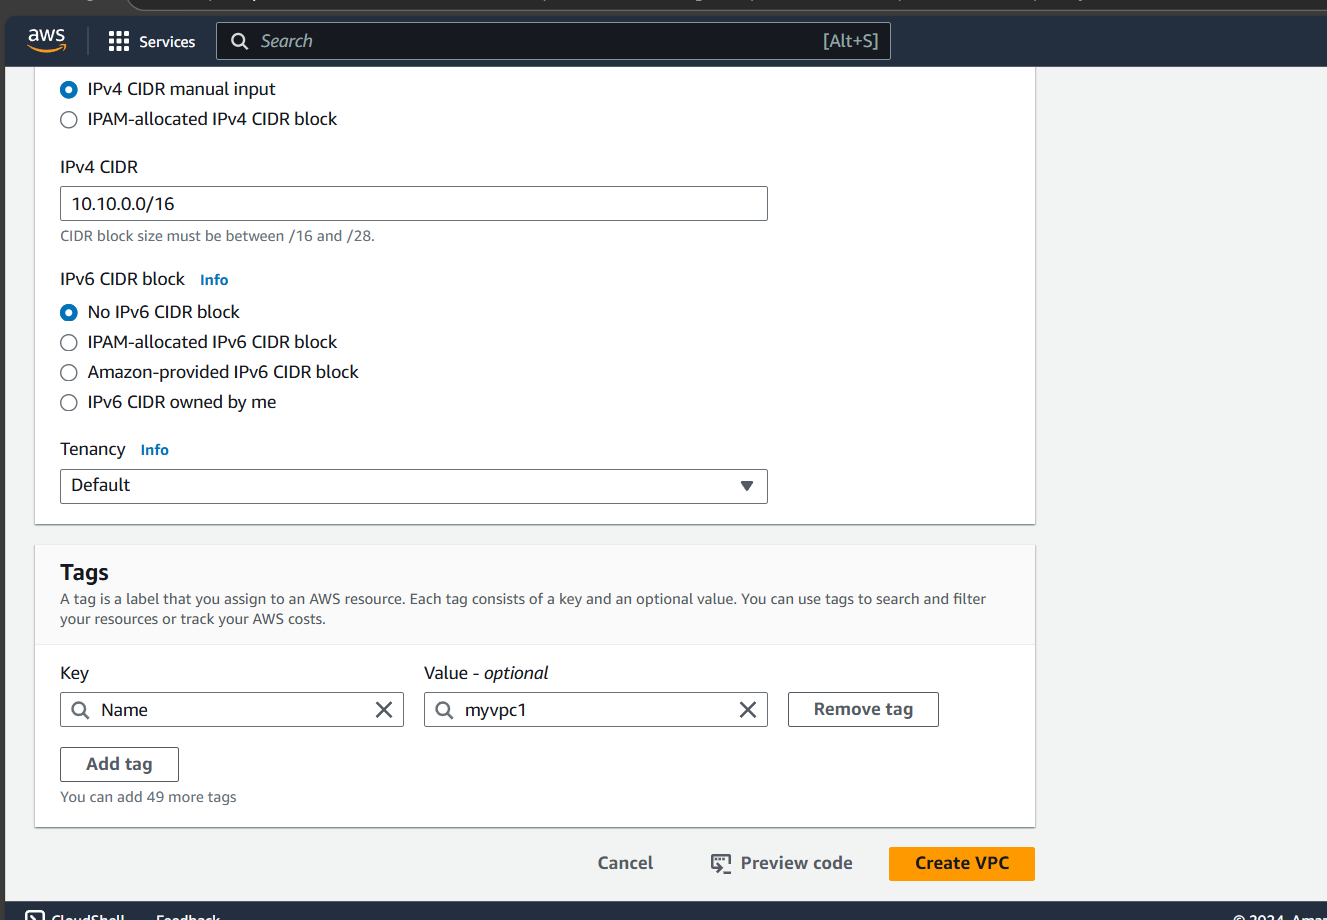 aws
Services
Search
[Alt+S]
IPv4 CIDR manual input
IPAM-allocated IPv4 CIDR block
IPv4 CIDR
10.10.0.0/16
CIDR block size must be between /16 and /28.
IPv6 CIDR block Info
No IPv6 CIDR block
IPAM-allocated IPv6 CIDR block
Amazon-provided IPv6 CIDR block
IPv6 CIDR owned by me
Tenancy Info
Default
Tags
A tag is a label that you assign to an AWS resource. Each tag consists of a key and an optional value. You can use tags to search and filter
your resources or track your AWS costs.
Key
Value - optional
Name
myvpc1
Remove tag
Add tag
You can add 49 more tags
Cancel
Preview code
Create VPC
CloudShell
Feedback
© 2024, Amaz